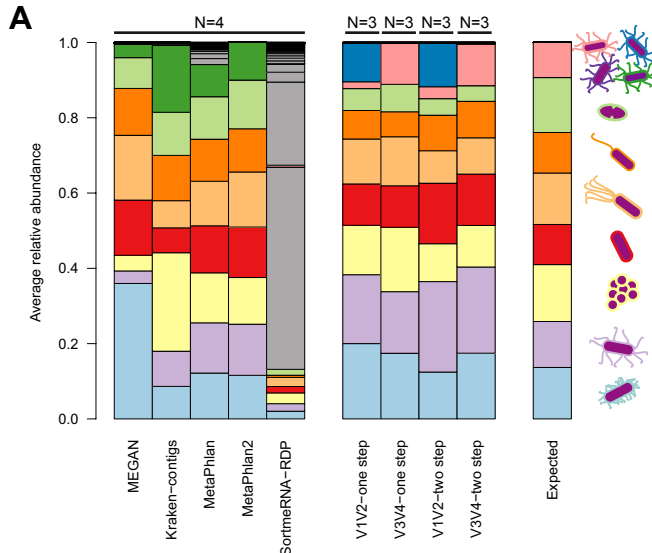 A
N=4
N=3
N=3
N=3
N=3
Average relative abundance
1.0
0.8
0.6
0.4
0.2
0.0
MEGAN
Kraken−contigs
MetaPhlan
MetaPhlan2
SortmeRNA−RDP
V1V2−one step
V3V4−one step
V1V2−two step
V3V4−two step
Expected